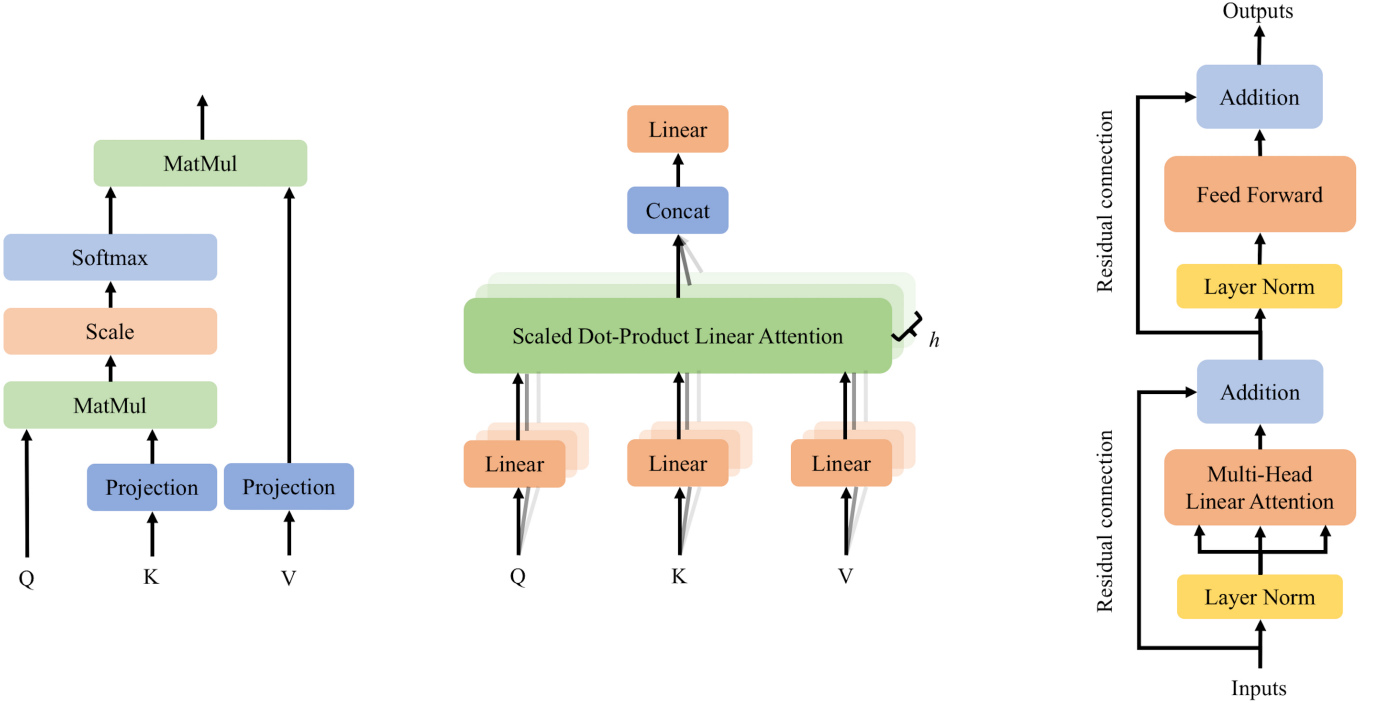 MatMul
Softmax
Scale
MatMul
Projection
Projection
Q
K
V
Linear
Concat
Scaled Dot-Product Linear Attention
h
Linear
Linear
Linear
Q
K
V
Outputs
Addition
Residual connection
Feed Forward
Layer Norm
Addition
Residual connection
Multi-Head
Linear Attention
Layer Norm
Inputs